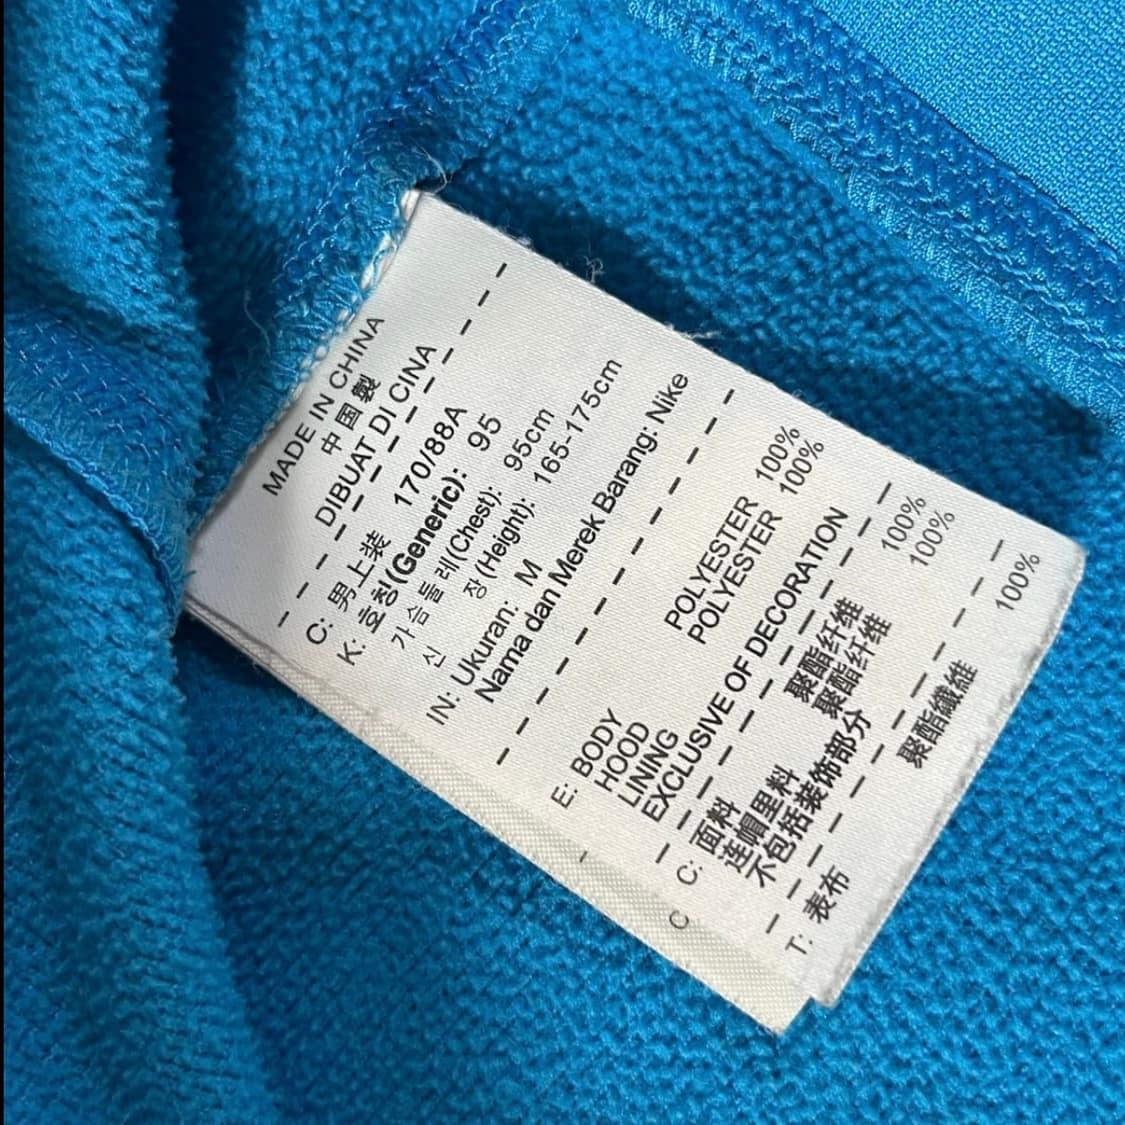 MADE IN CHINA
中国製
DIBUAT DI CINA
C: 男上装 170/88A
K: 호칭(Generic): 95
가슴둘레(Chest): 95cm
신 장(Height): 165-175cm
IN: Ukuran: M
Nama dan Merek Barang: Nike
E: BODY POLYESTER 100%
HOOD POLYESTER 100%
LINING
EXCLUSIVE OF DECORATION
C: 面料 聚酯纤维 100%
连帽里料 聚酯纤维 100%
不包括装饰部分
T: 表布 聚酯纖維 100%
C